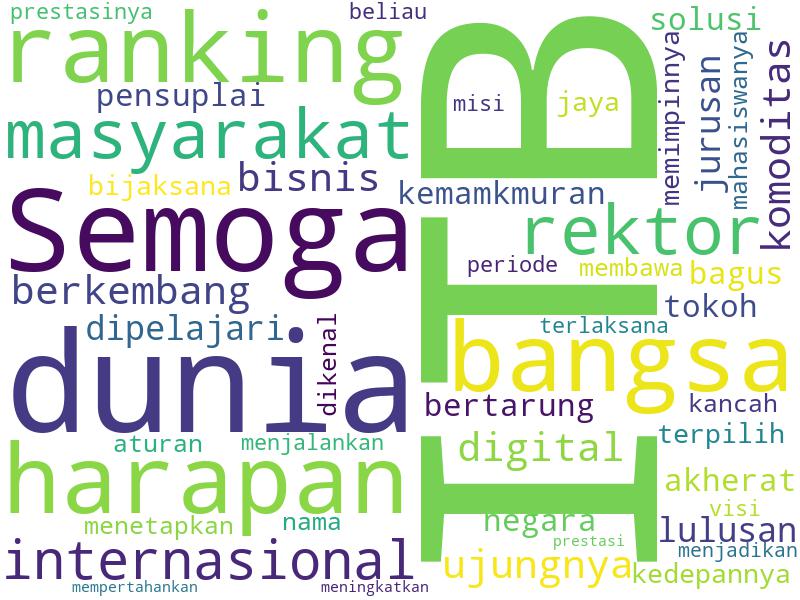 prestasinya
beliau
ranking
solusi
pensuplai
misi
jaya
memimpinnya
jurusan
mahasiswanya
komoditas
masyarakat
bijaksana
bisnis
kemamkmuran
Semoga
rektor
periode
membawa
bagus
berkembang
tokoh
dipelajari
dikenal
terlaksana
dunia
bangsa
ITB
bertarung
kancah
aturan
menjalankan
digital
terpilih
harapan
akherat
menetapkan
nama
negara
visi
prestasi
lulusan
internasional
ujungnya
menjadikan
kedepannya
mempertahankan
meningkatkan